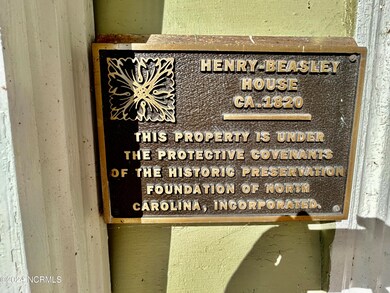 HENRY-BEASLEY
HOUSE
CA.1820
THIS PROPERTY IS UNDER
THE PROTECTIVE COVENANTS
OF THE HISTORIC PRESERVATION
FOUNDATION OF NORTH
CAROLINA, INCORPORATED.
NCRMLS